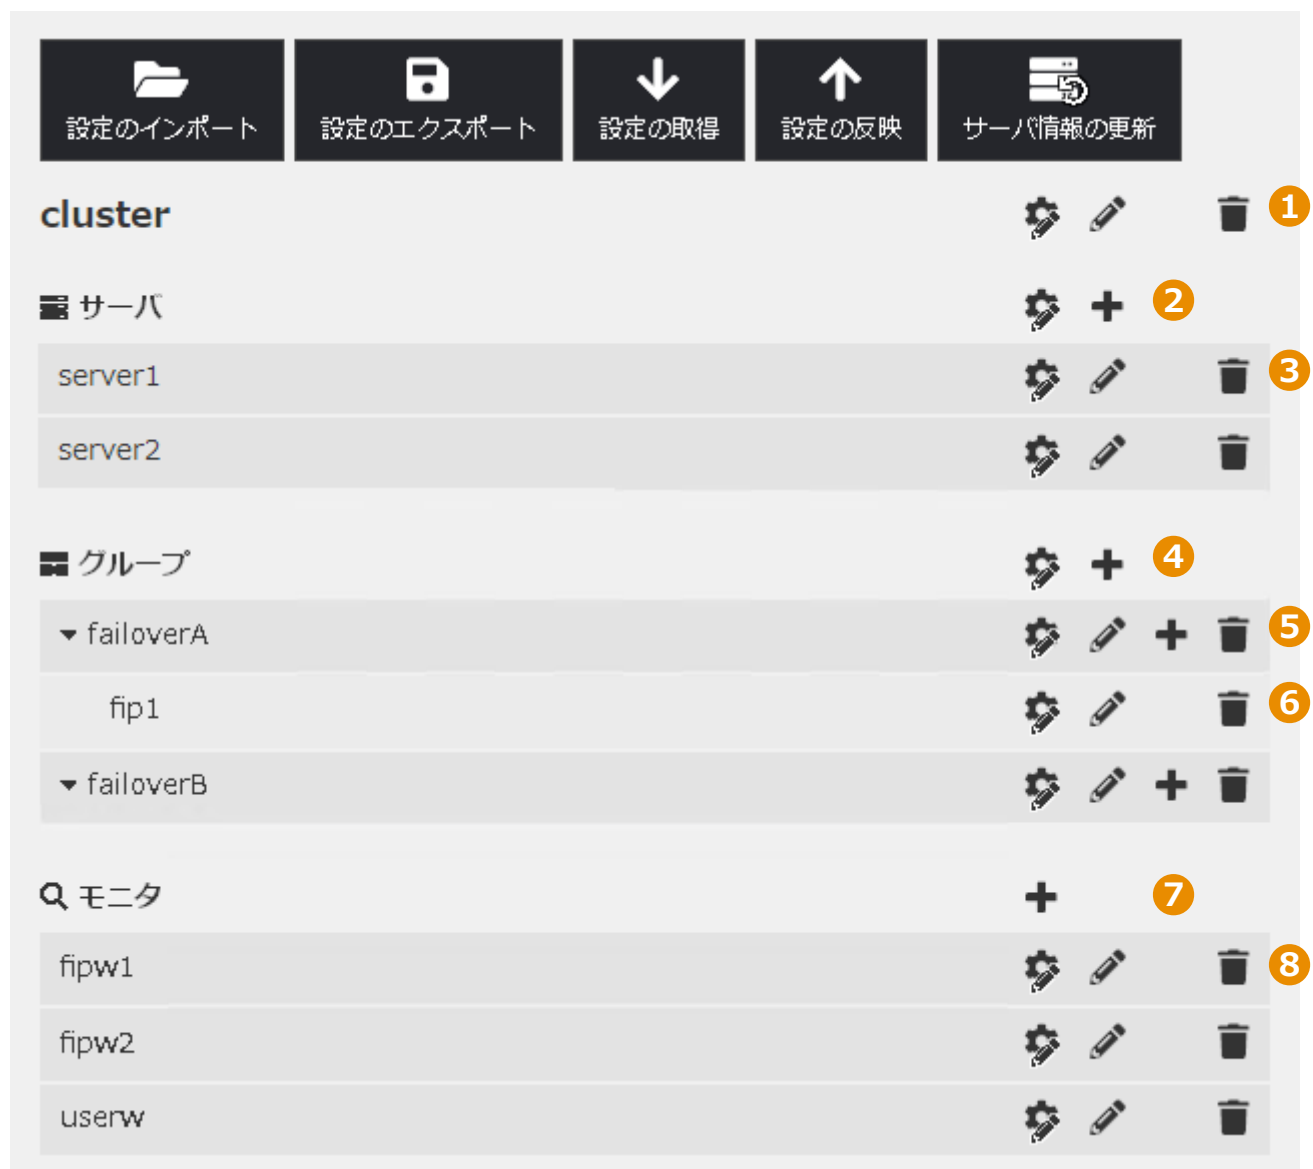 設定のインポート 設定のエクスポート 設定の取得 設定の反映 サーバ情報の更新
cluster 1
サーバ 2
server1 3
server2
グループ 4
failoverA 5
fip1 6
failoverB
モニタ 7
fipw1 8
fipw2
userw